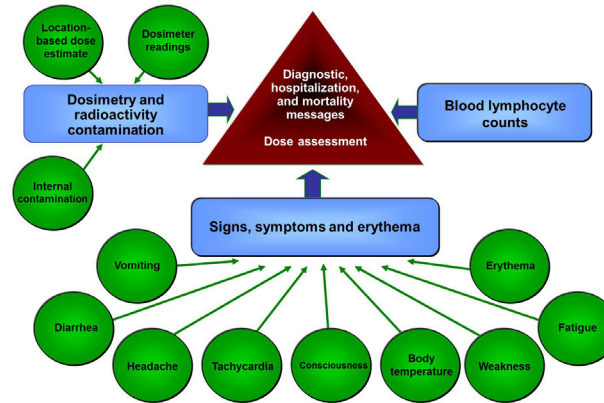 Location-
based dose
estimate
Dosimeter
readings
Dosimetry and
radioactivity
contamination
Internal
contamination
Diagnostic,
hospitalization,
and mortality
messages
Dose assessment
Blood lymphocyte
counts
Signs, symptoms and erythema
Vomiting
Erythema
Diarrhea
Fatigue
Headache
Tachycardia
Consciousness
Body
temperature
Weakness